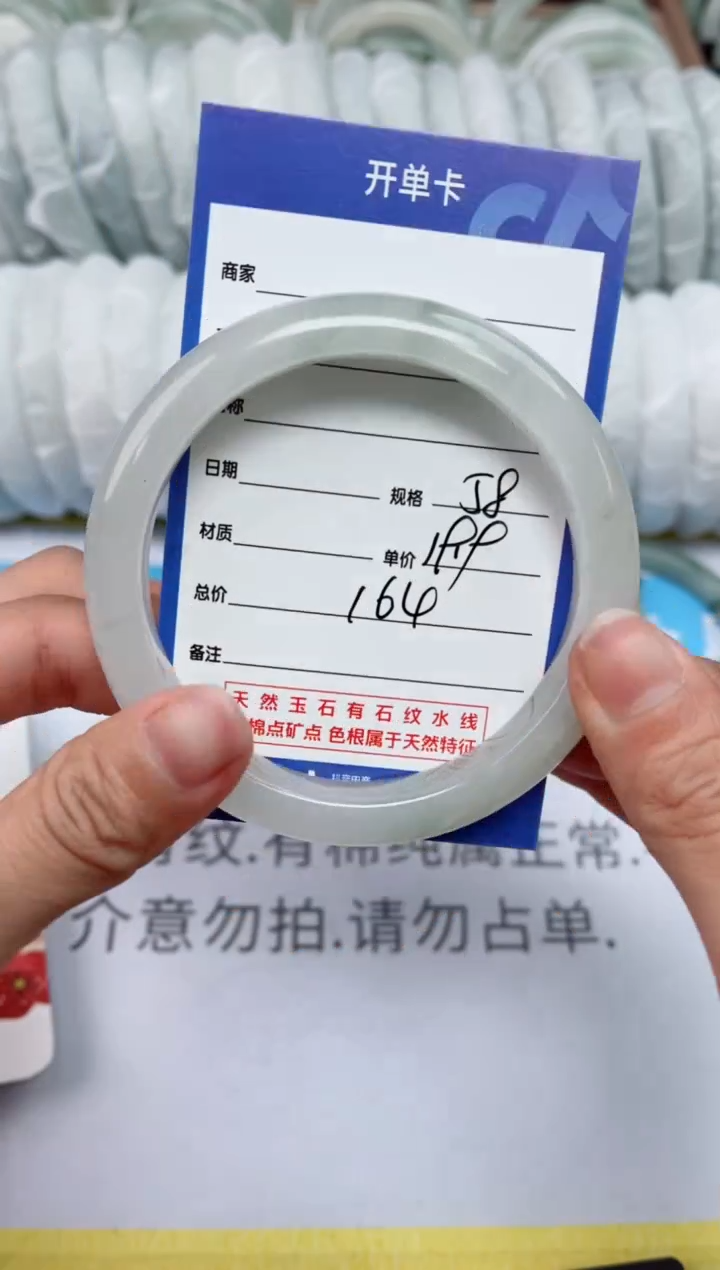 开单卡
商家
称
日期
规格 58
材质
单价 199
总价 164
备注
天然玉石有石纹水线
棉点矿点 色根属于天然特征
纹.有棉纯属正常.
介意勿拍.请勿占单.